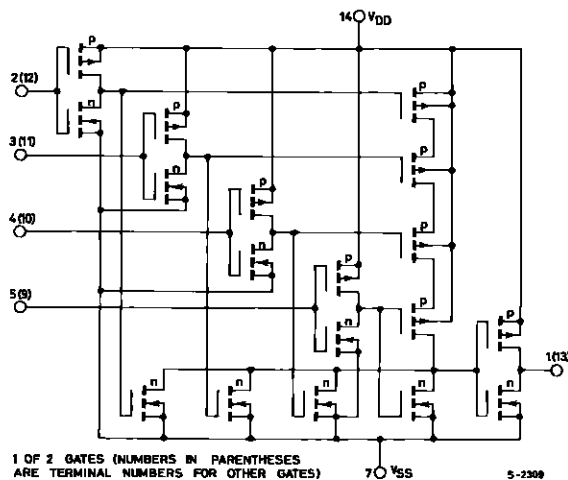 14 VDD
p
2(12)
n
p
p
3(11)
n
p
p
4(10)
n
p
p
5(9)
n
p
p
1(13)
n
n
n
n
n
1 OF 2 GATES (NUMBERS IN PARENTHESES
ARE TERMINAL NUMBERS FOR OTHER GATES)
7 VSS
S-2309